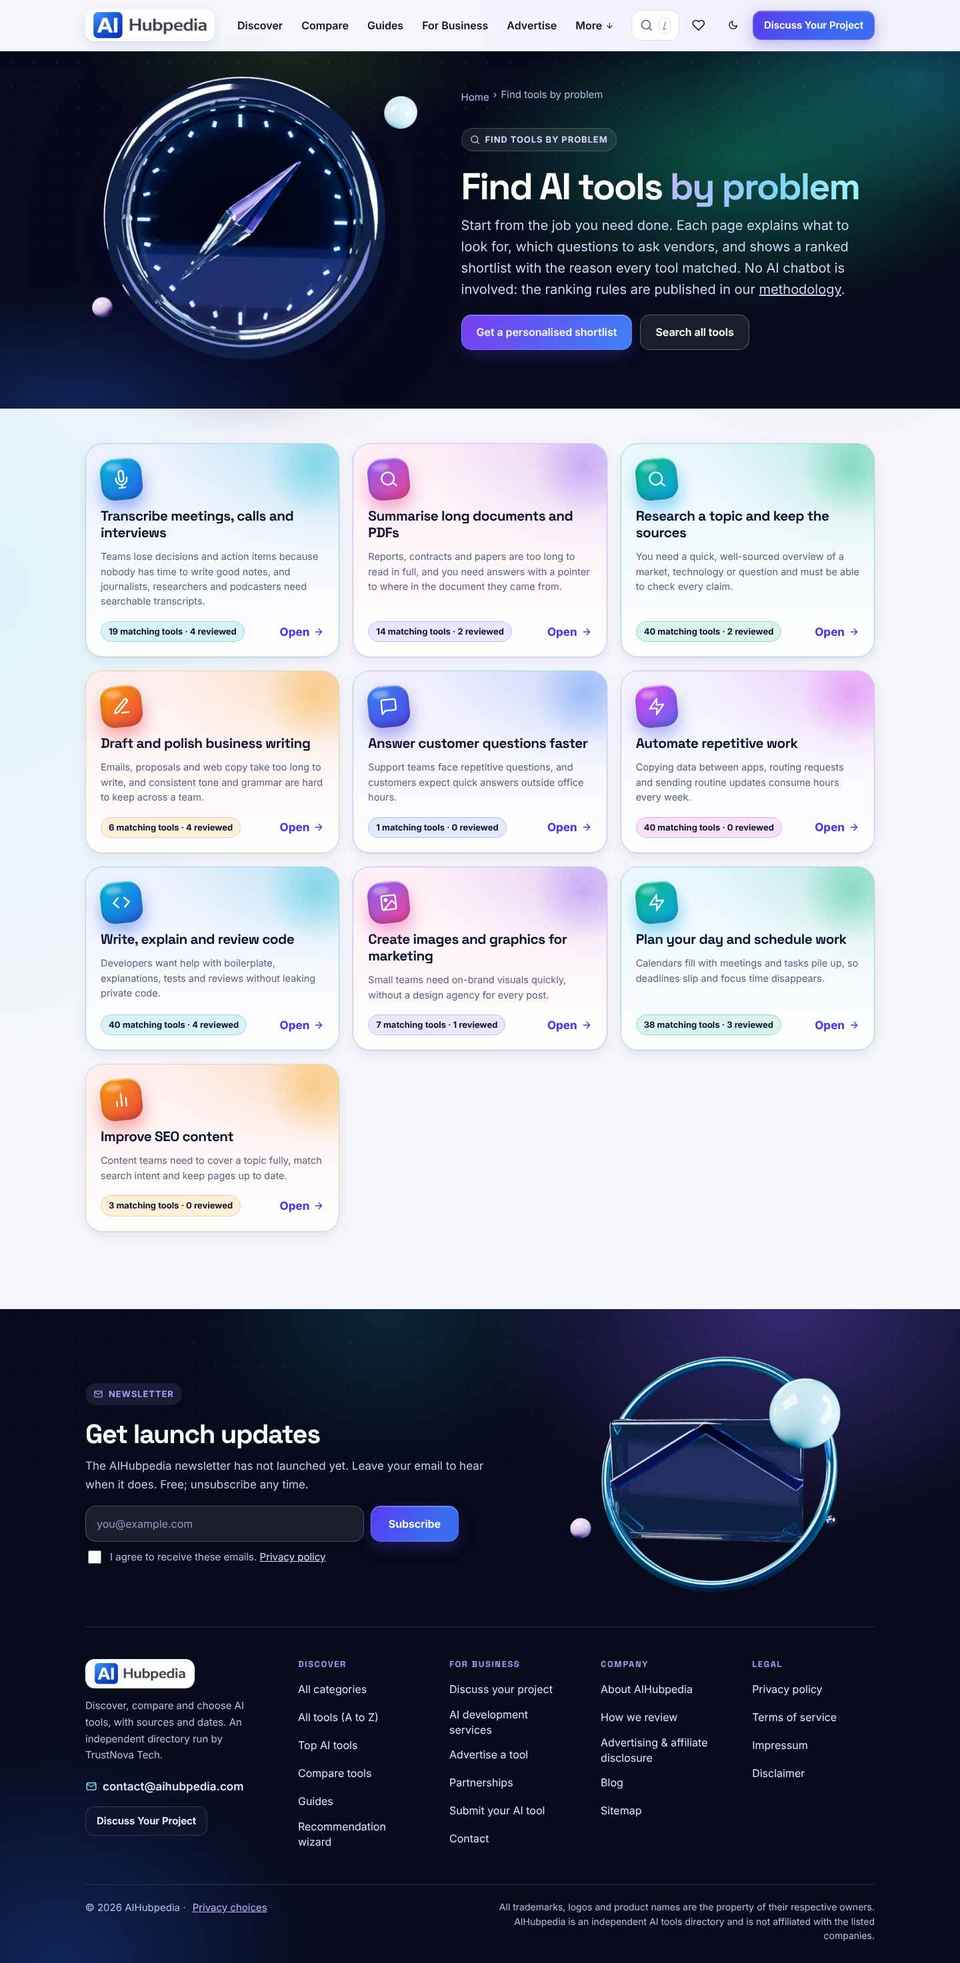 AI Hubpedia
Discover
Compare
Guides
For Business
Advertise
More ↓
/
Discuss Your Project
Home › Find tools by problem
FIND TOOLS BY PROBLEM
Find AI tools by problem
Start from the job you need done. Each page explains what to
look for, which questions to ask vendors, and shows a ranked
shortlist with the reason every tool matched. No AI chatbot is
involved: the ranking rules are published in our methodology.
Get a personalised shortlist
Search all tools
Transcribe meetings, calls and
interviews
Teams lose decisions and action items because
nobody has time to write good notes, and
journalists, researchers and podcasters need
searchable transcripts.
19 matching tools · 4 reviewed
Open →
Summarise long documents and
PDFs
Reports, contracts and papers are too long to
read in full, and you need answers with a pointer
to where in the document they came from.
14 matching tools · 2 reviewed
Open →
Research a topic and keep the
sources
You need a quick, well-sourced overview of a
market, technology or question and must be able
to check every claim.
40 matching tools · 2 reviewed
Open →
Draft and polish business writing
Emails, proposals and web copy take too long to
write, and consistent tone and grammar are hard
to keep across a team.
6 matching tools · 4 reviewed
Open →
Answer customer questions faster
Support teams face repetitive questions, and
customers expect quick answers outside office
hours.
1 matching tools · 0 reviewed
Open →
Automate repetitive work
Copying data between apps, routing requests
and sending routine updates consume hours
every week.
40 matching tools · 0 reviewed
Open →
Write, explain and review code
Developers want help with boilerplate,
explanations, tests and reviews without leaking
private code.
40 matching tools · 4 reviewed
Open →
Create images and graphics for
marketing
Small teams need on-brand visuals quickly,
without a design agency for every post.
7 matching tools · 1 reviewed
Open →
Plan your day and schedule work
Calendars fill with meetings and tasks pile up, so
deadlines slip and focus time disappears.
38 matching tools · 3 reviewed
Open →
Improve SEO content
Content teams need to cover a topic fully, match
search intent and keep pages up to date.
3 matching tools · 0 reviewed
Open →
NEWSLETTER
Get launch updates
The AIHubpedia newsletter has not launched yet. Leave your email to hear
when it does. Free; unsubscribe any time.
you@example.com
Subscribe
I agree to receive these emails. Privacy policy
AI Hubpedia
Discover, compare and choose AI
tools, with sources and dates. An
independent directory run by
TrustNova Tech.
contact@aihubpedia.com
Discuss Your Project
DISCOVER
All categories
All tools (A to Z)
Top AI tools
Compare tools
Guides
Recommendation
wizard
FOR BUSINESS
Discuss your project
AI development
services
Advertise a tool
Partnerships
Submit your AI tool
Contact
COMPANY
About AIHubpedia
How we review
Advertising & affiliate
disclosure
Blog
Sitemap
LEGAL
Privacy policy
Terms of service
Impressum
Disclaimer
© 2026 AIHubpedia · Privacy choices
All trademarks, logos and product names are the property of their respective owners.
AIHubpedia is an independent AI tools directory and is not affiliated with the listed
companies.